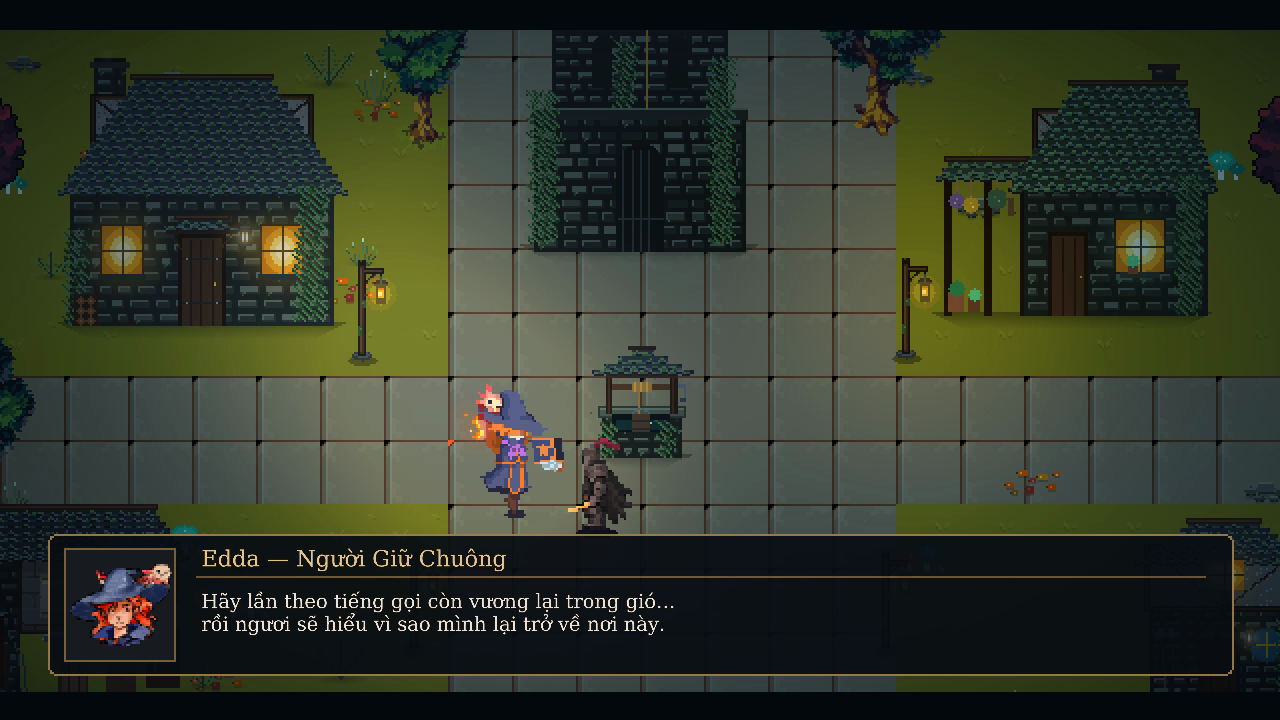 Edda — Người Giữ Chuông
Hãy lần theo tiếng gọi còn vương lại trong gió...
rồi ngươi sẽ hiểu vì sao mình lại trở về nơi này.